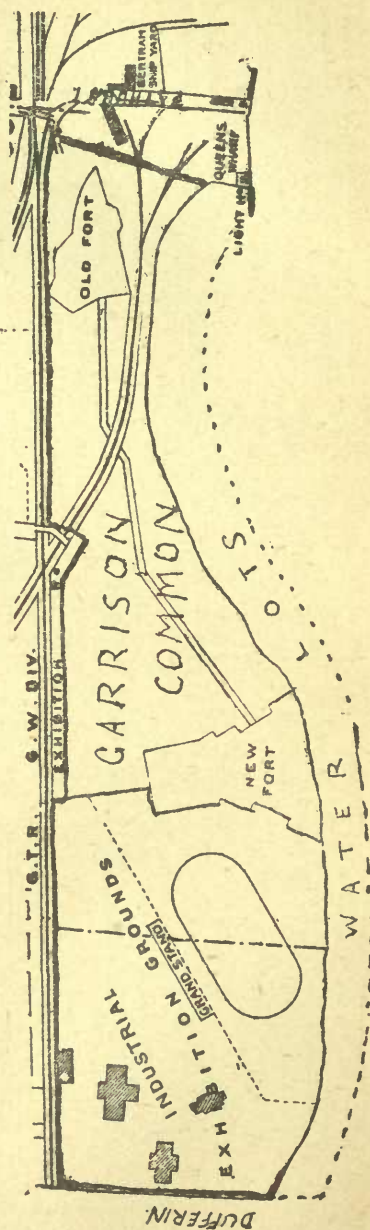 BERTRAM
SHIP YARD
QUEENS
WHARF
LIGHT HO.
OLD FORT
GARRISON
COMMON
G.T.R. G.W. DIV.
EXHIBITION
NEW
FORT
INDUSTRIAL
EXHIBITION GROUNDS
GRAND STAND
WATER
LOTS
DUFFERIN